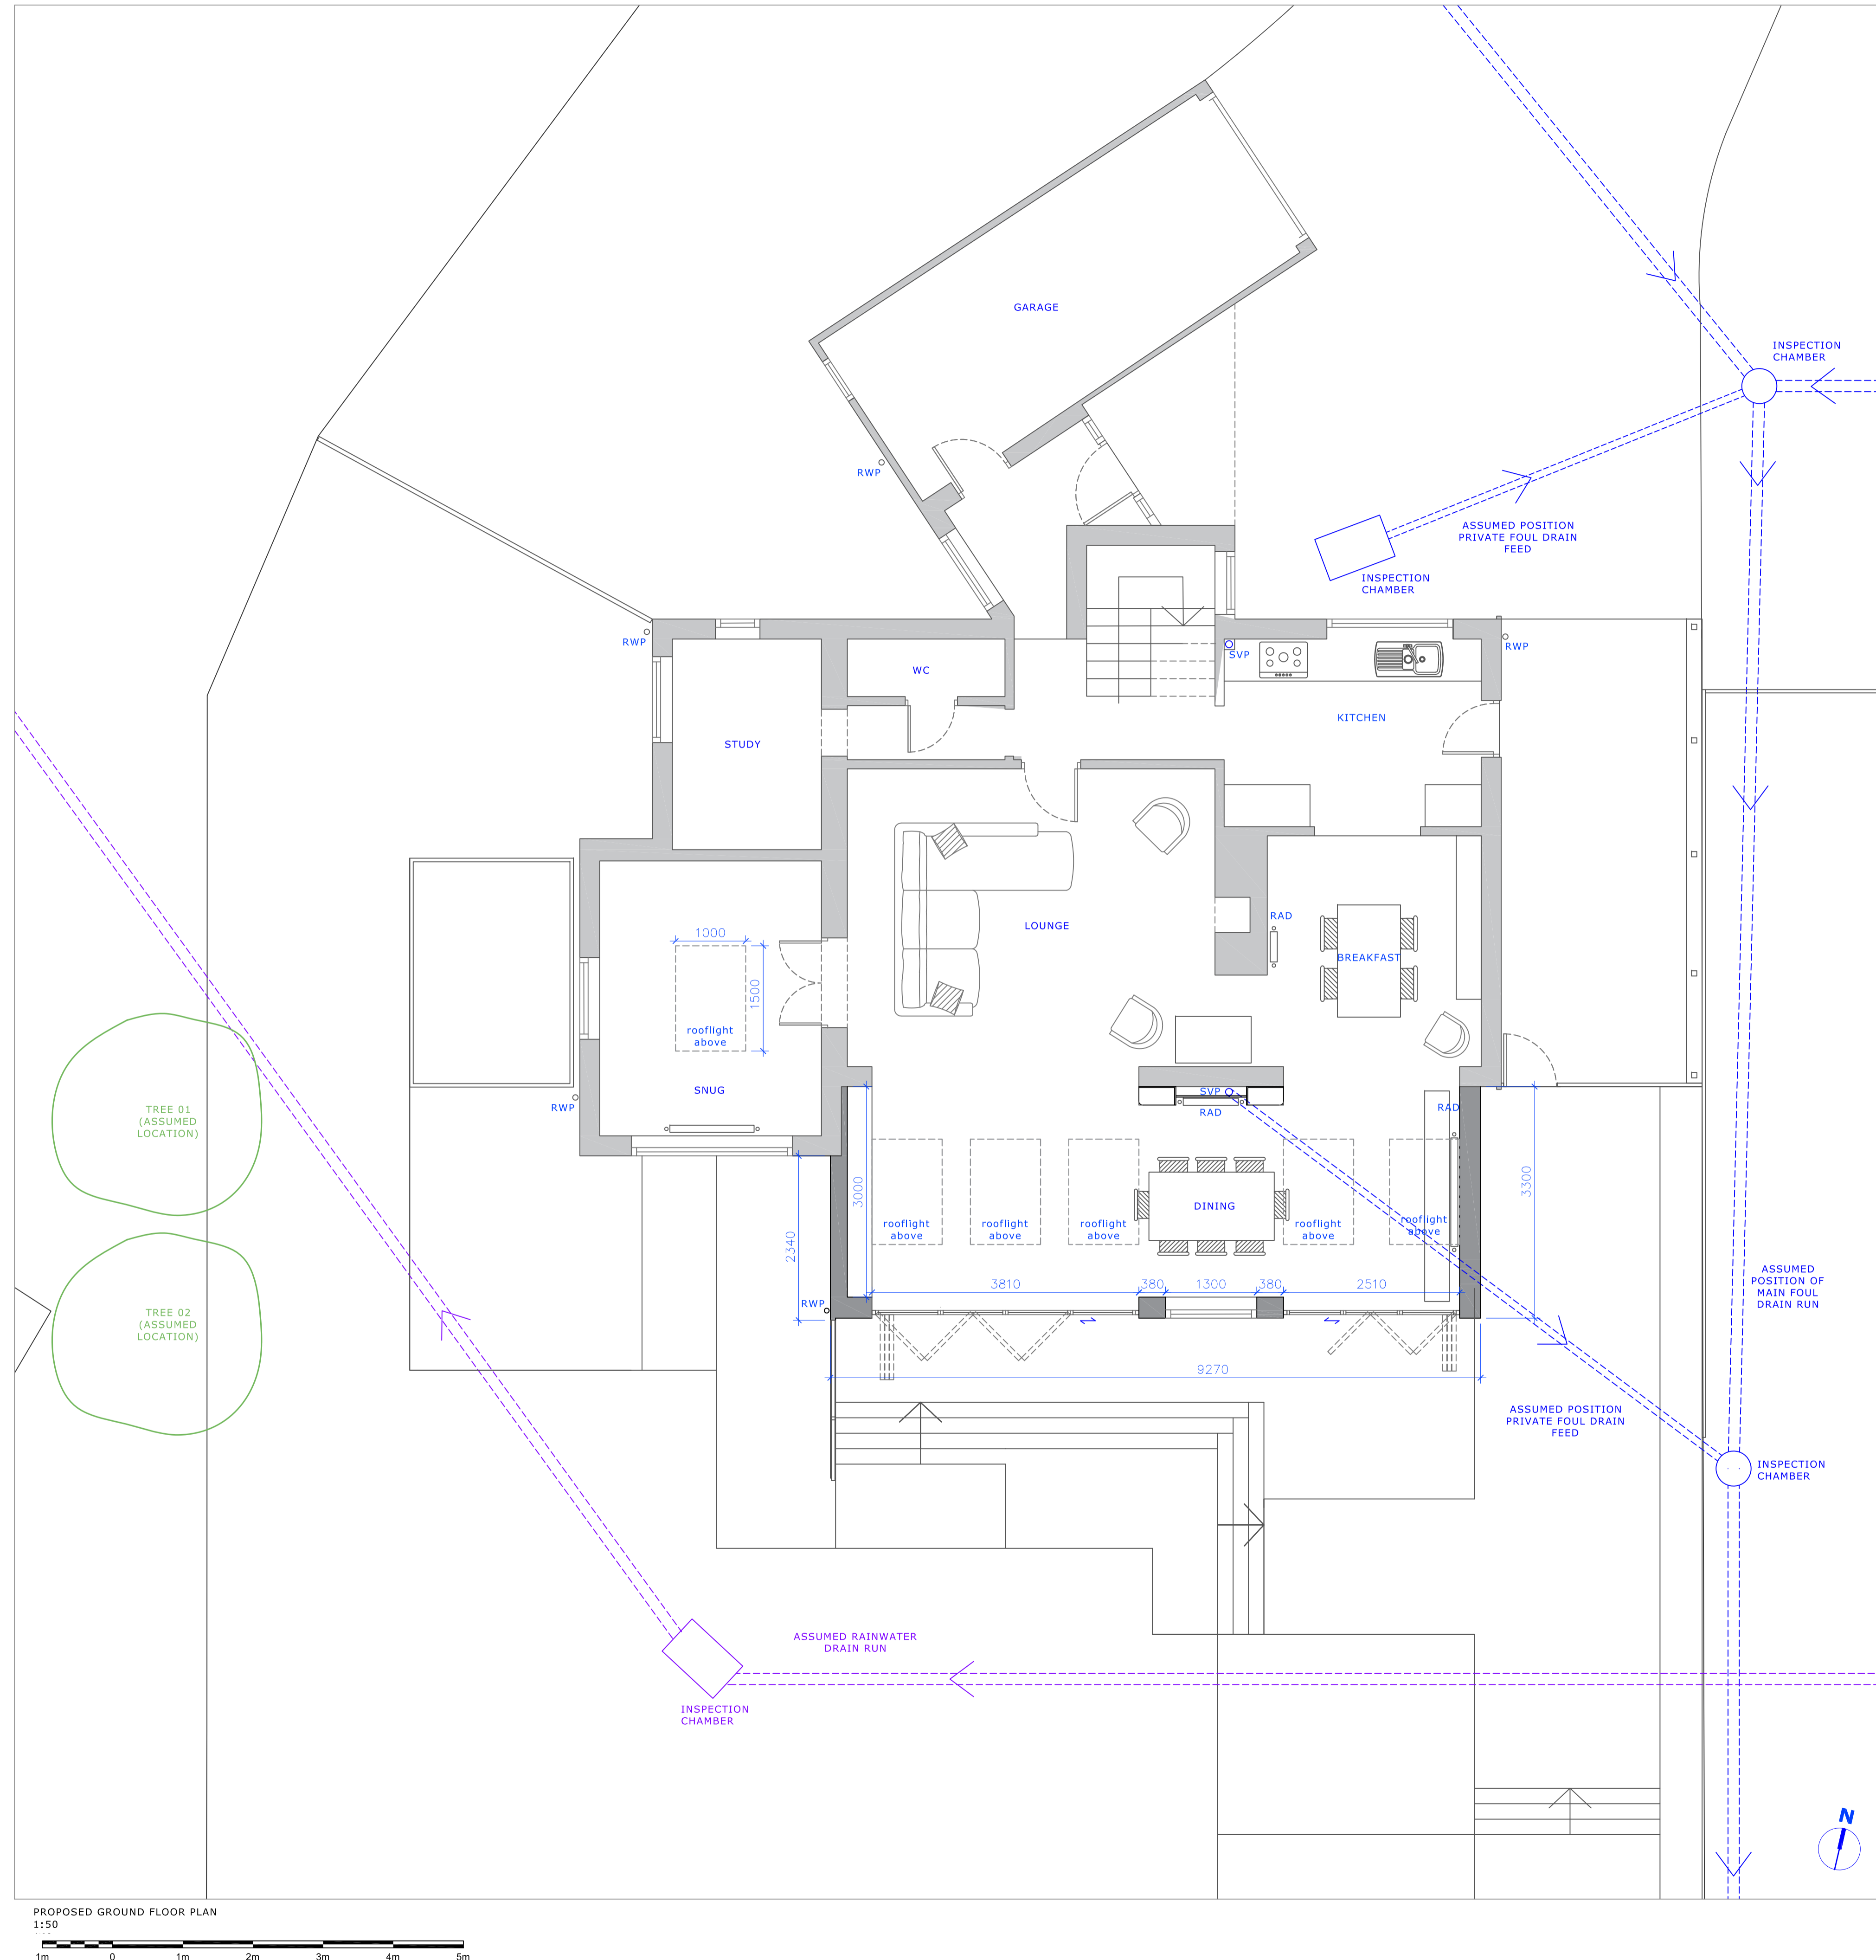 GARAGE
INSPECTION
CHAMBER
RWP
ASSUMED POSITION
PRIVATE FOUL DRAIN
FEED
INSPECTION
CHAMBER
RWP
SVP
RWP
WC
KITCHEN
STUDY
LOUNGE
RAD
BREAKFAST
1000
1500
rooflight
above
SNUG
RWP
SVP
RAD
RAD
TREE 01
(ASSUMED
LOCATION)
3000
3300
2340
DINING
rooflight
above
rooflight
above
rooflight
above
rooflight
above
rooflight
above
3810
380
1300
380
2510
RWP
ASSUMED
POSITION OF
MAIN FOUL
DRAIN RUN
TREE 02
(ASSUMED
LOCATION)
9270
ASSUMED POSITION
PRIVATE FOUL DRAIN
FEED
INSPECTION
CHAMBER
ASSUMED RAINWATER
DRAIN RUN
INSPECTION
CHAMBER
N
PROPOSED GROUND FLOOR PLAN
1:50
1m 0 1m 2m 3m 4m 5m